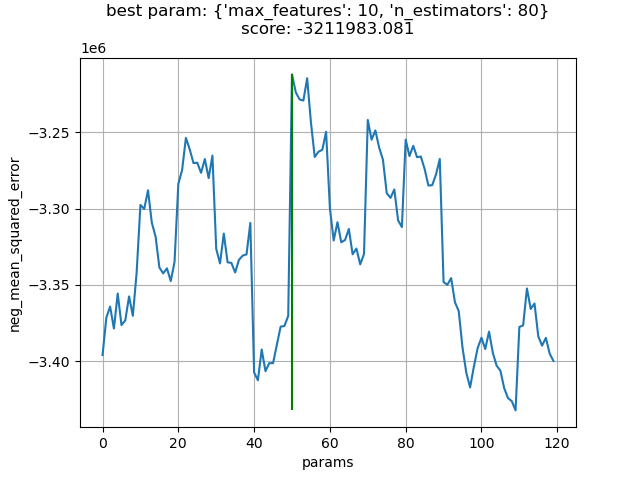 best param: {'max_features': 10, 'n_estimators': 80}
score: -3211983.081
1e6
−3.25
−3.30
−3.35
−3.40
neg_mean_squared_error
0 20 40 60 80 100 120
params